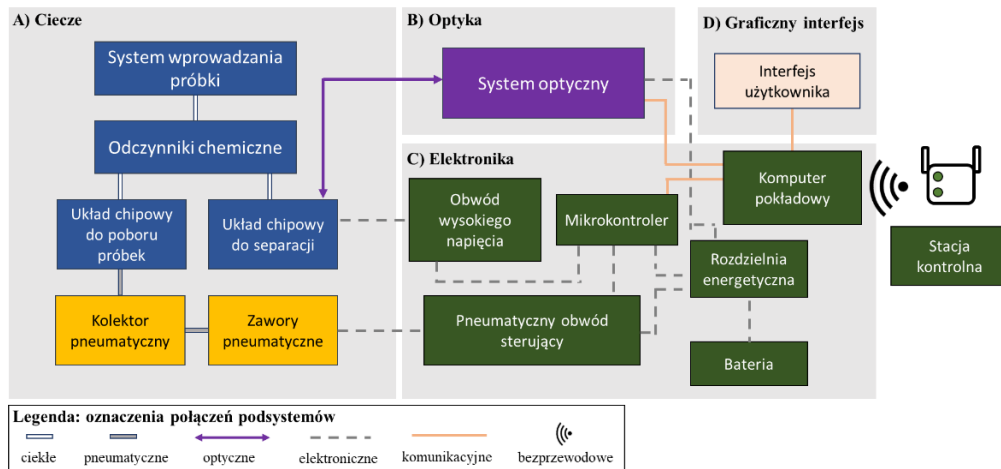 A) Ciecze
System wprowadzania
próbki
Odczynniki chemiczne
Układ chipowy
do poboru
próbek
Układ chipowy
do separacji
Kolektor
pneumatyczny
Zawory
pneumatyczne
B) Optyka
System optyczny
D) Graficzny interfejs
Interfejs
użytkownika
C) Elektronika
Obwód
wysokiego
napięcia
Mikrokontroler
Komputer
pokładowy
Rozdzielnia
energetyczna
Pneumatyczny obwód
sterujący
Bateria
Stacja
kontrolna
Legenda: oznaczenia połączeń podsystemów
ciekłe
pneumatyczne
optyczne
elektroniczne
komunikacyjne
bezprzewodowe